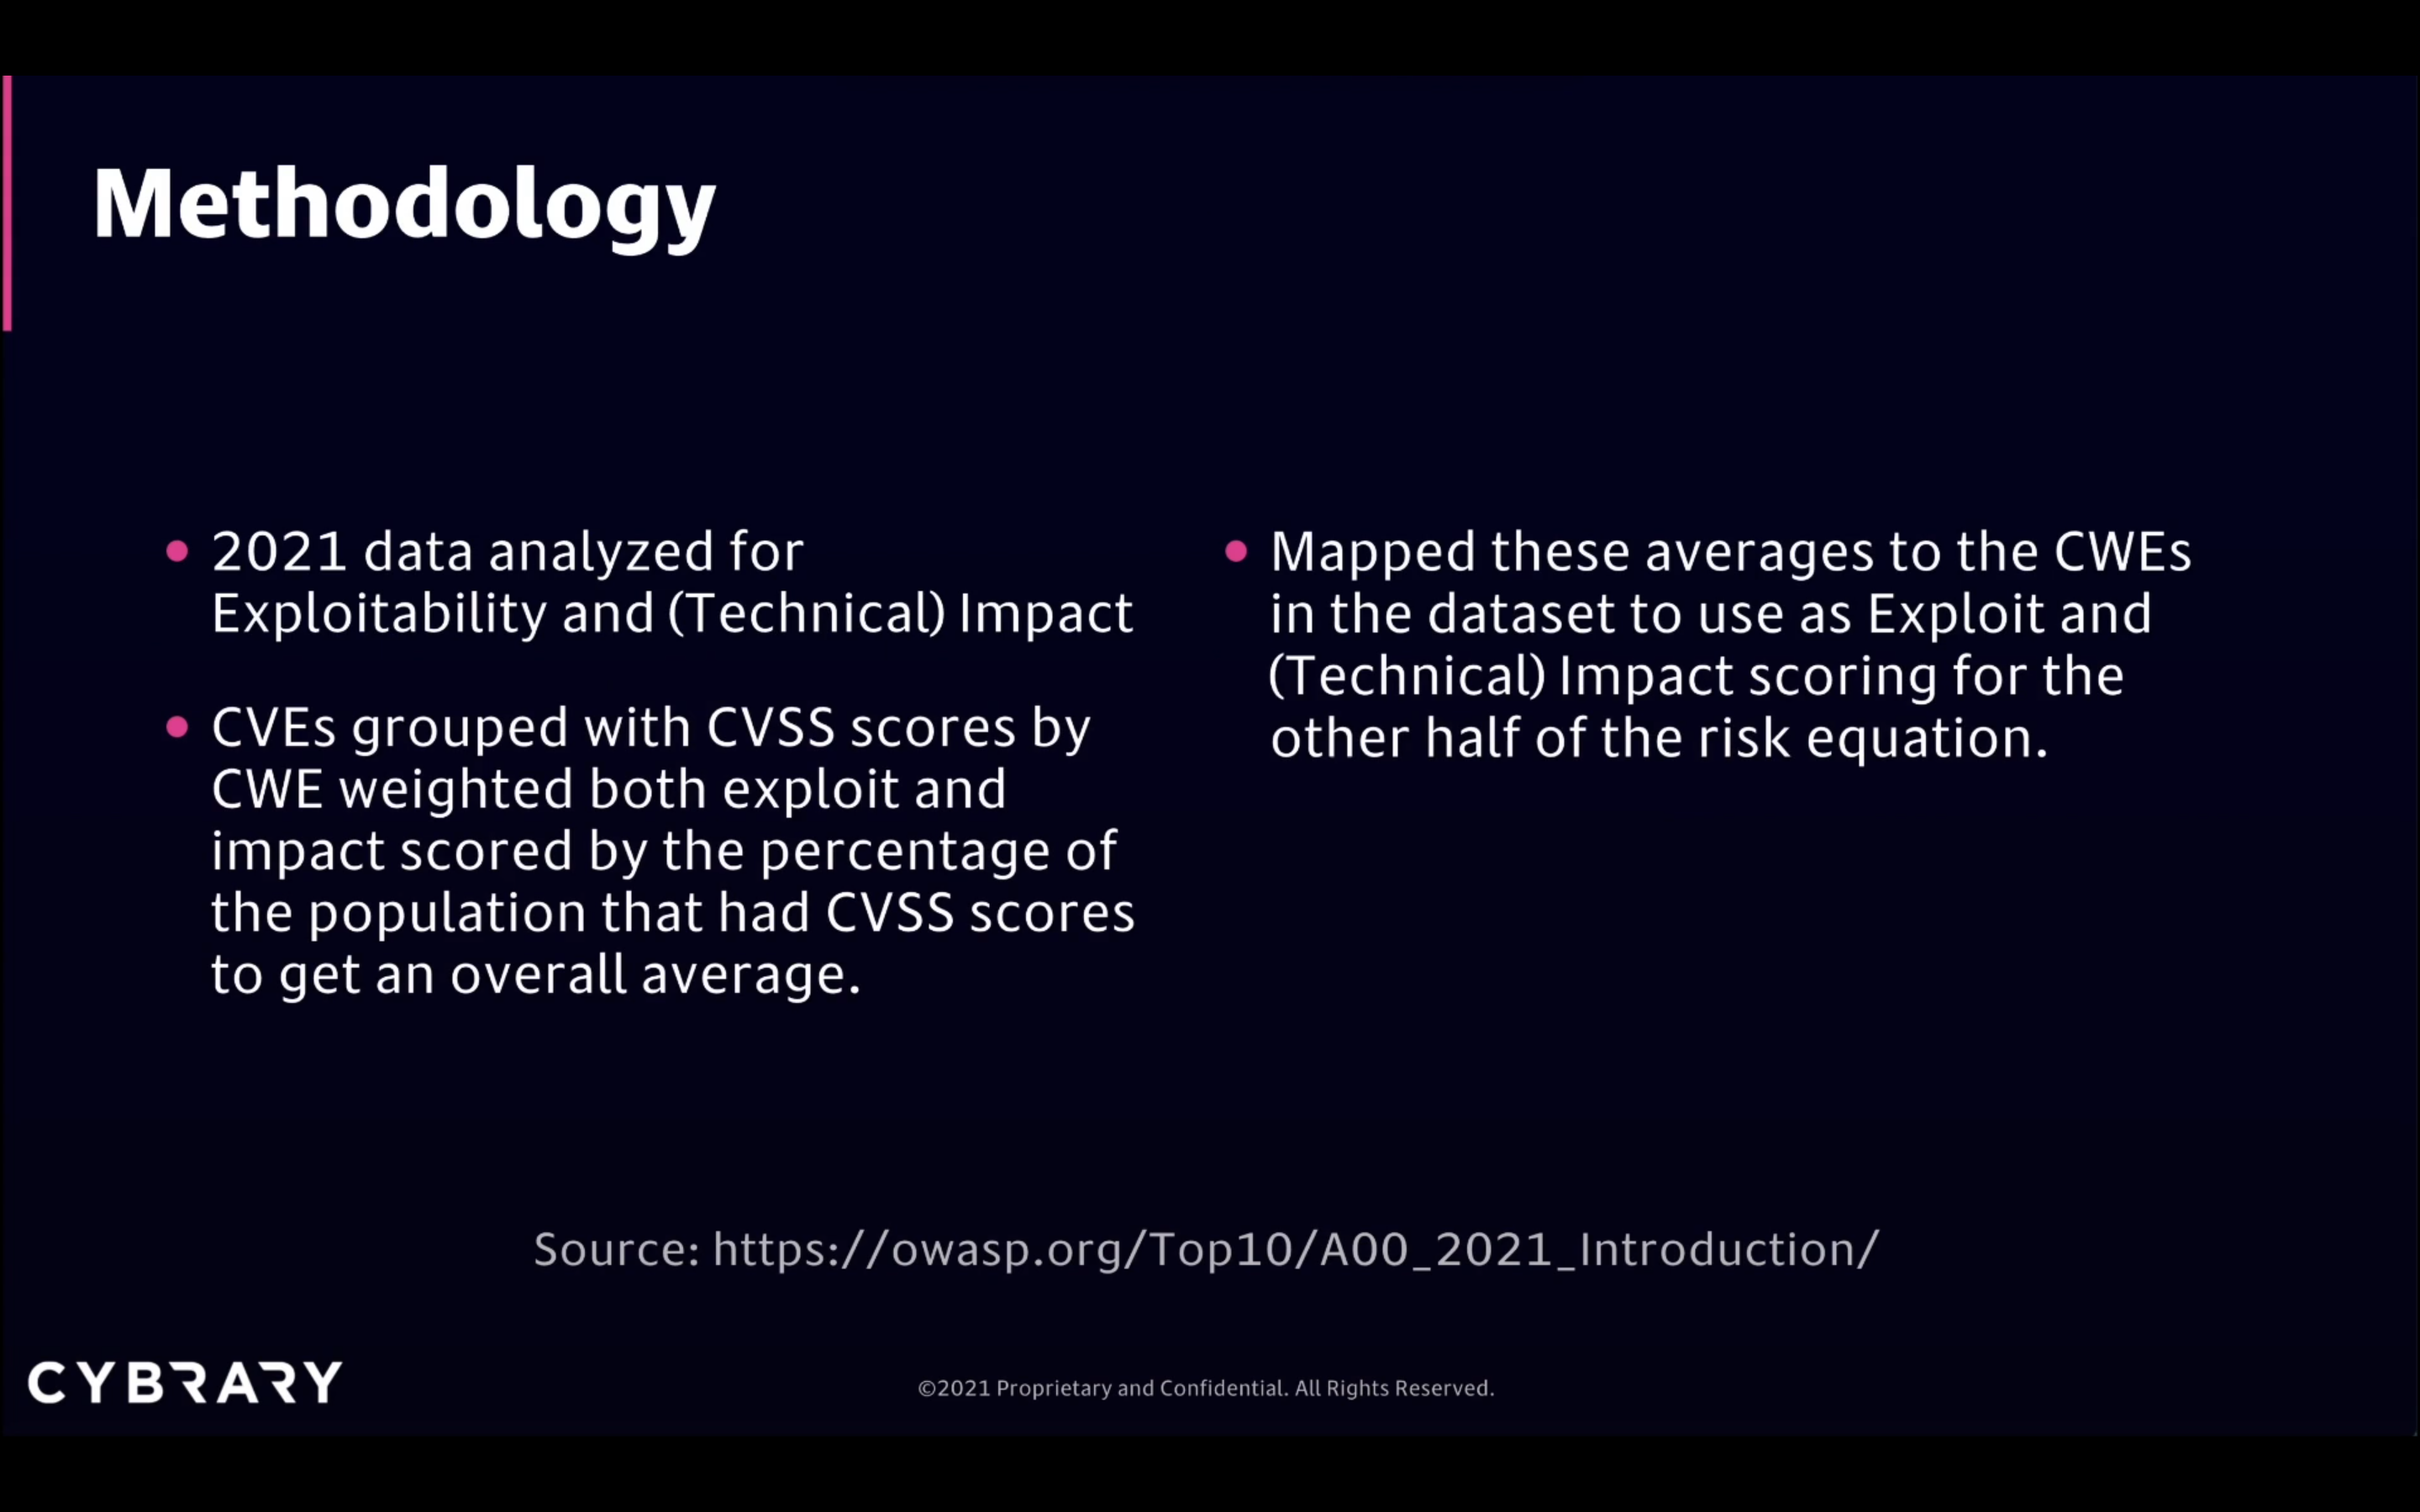 Methodology
2021 data analyzed for
Exploitability and (Technical) Impact
CVEs grouped with CVSS scores by
CWE weighted both exploit and
impact scored by the percentage of
the population that had CVSS scores
to get an overall average.
Mapped these averages to the CWEs
in the dataset to use as Exploit and
(Technical) Impact scoring for the
other half of the risk equation.
Source: https://owasp.org/Top10/A00_2021_Introduction/
CYBRARY
©2021 Proprietary and Confidential. All Rights Reserved.